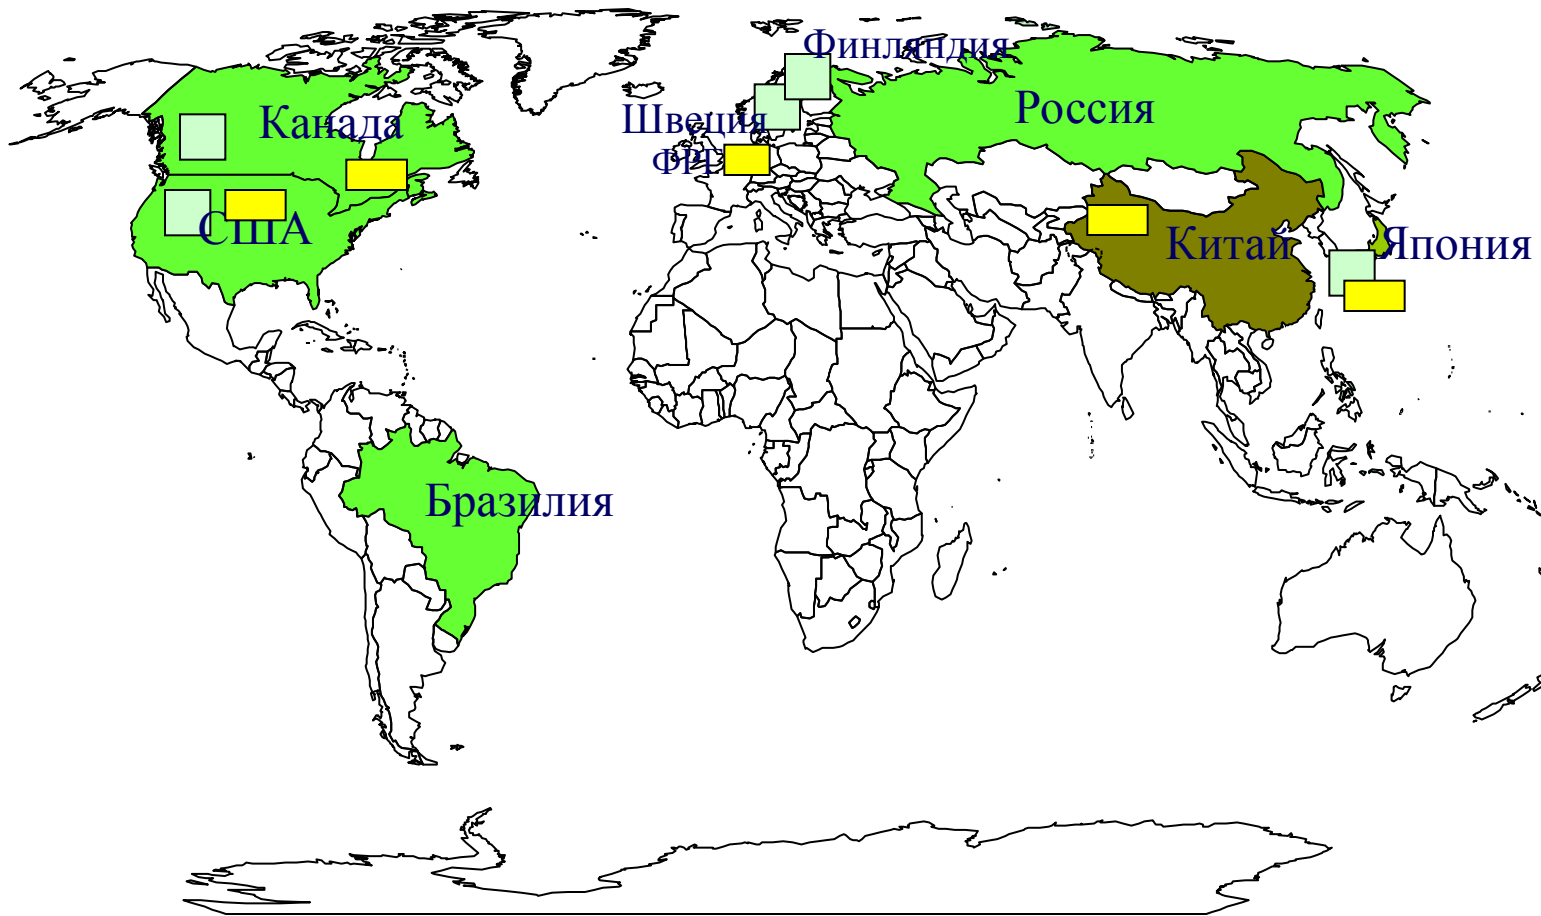 Финляндия
Канада
Швеция
Россия
ФРГ
США
Китай
Япония
Бразилия